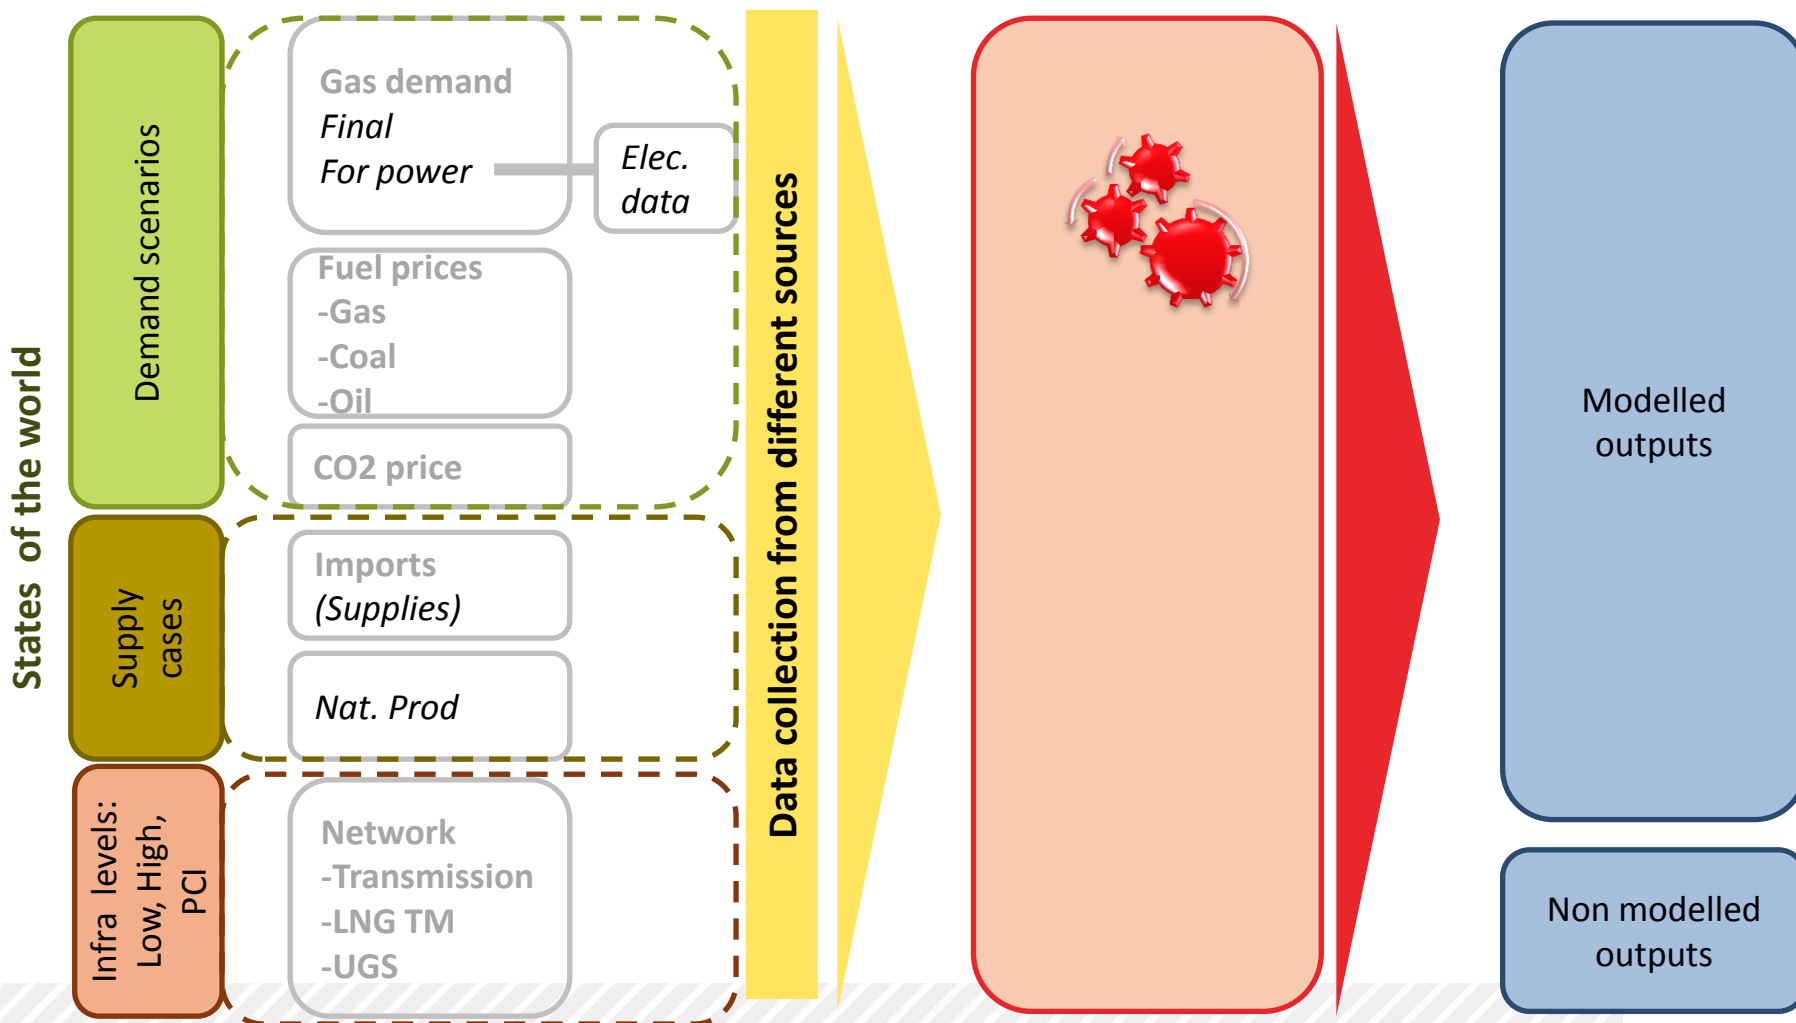 States of the world
Demand scenarios
Gas demand
Final
For power
Elec.
data
Fuel prices
-Gas
-Coal
-Oil
CO2 price
Supply
cases
Imports
(Supplies)
Nat. Prod
Infra levels:
Low, High,
PCI
Network
-Transmission
-LNG TM
-UGS
Data collection from different sources
Modelled
outputs
Non modelled
outputs